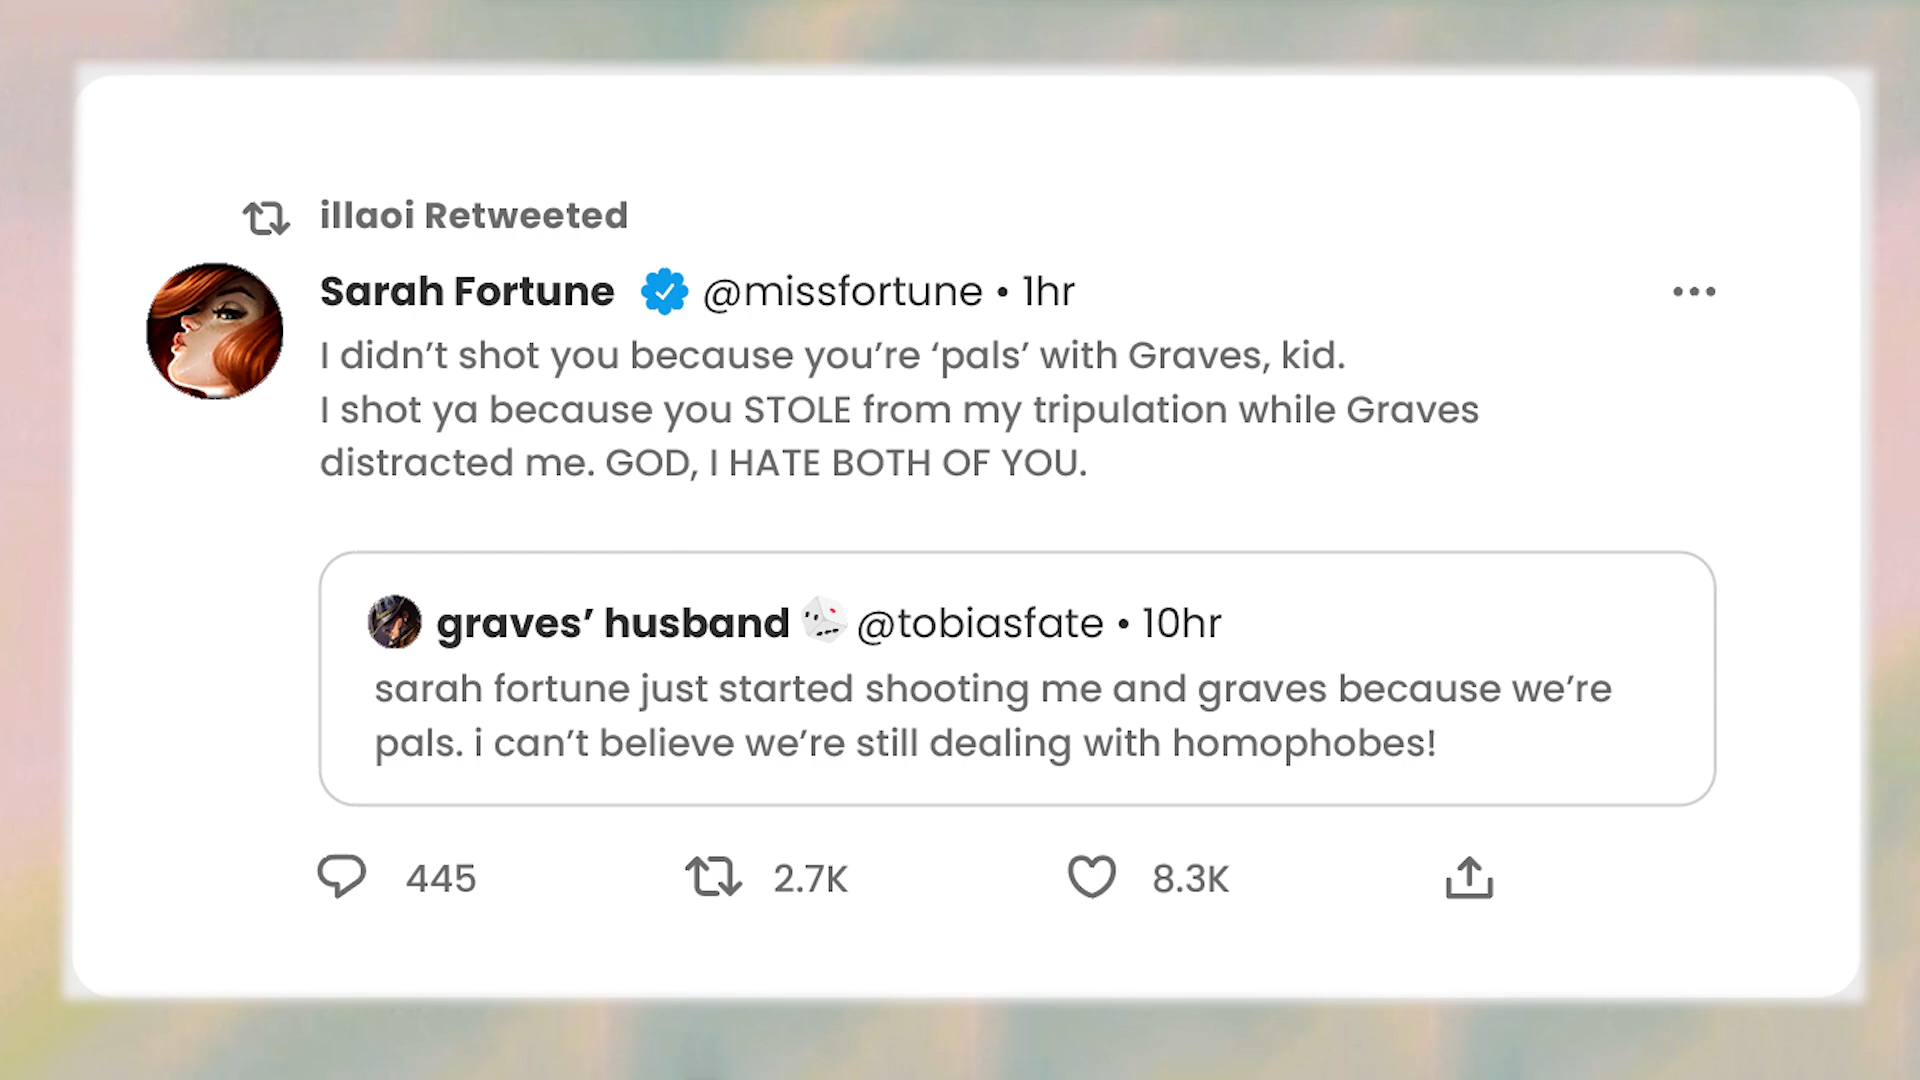 illaoi Retweeted
Sarah Fortune @missfortune • 1hr
I didn’t shot you because you’re ‘pals’ with Graves, kid.
I shot ya because you STOLE from my tripulation while Graves
distracted me. GOD, I HATE BOTH OF YOU.
graves’ husband 🎲 @tobiasfate • 10hr
sarah fortune just started shooting me and graves because we’re
pals. i can’t believe we’re still dealing with homophobes!
445 2.7K 8.3K